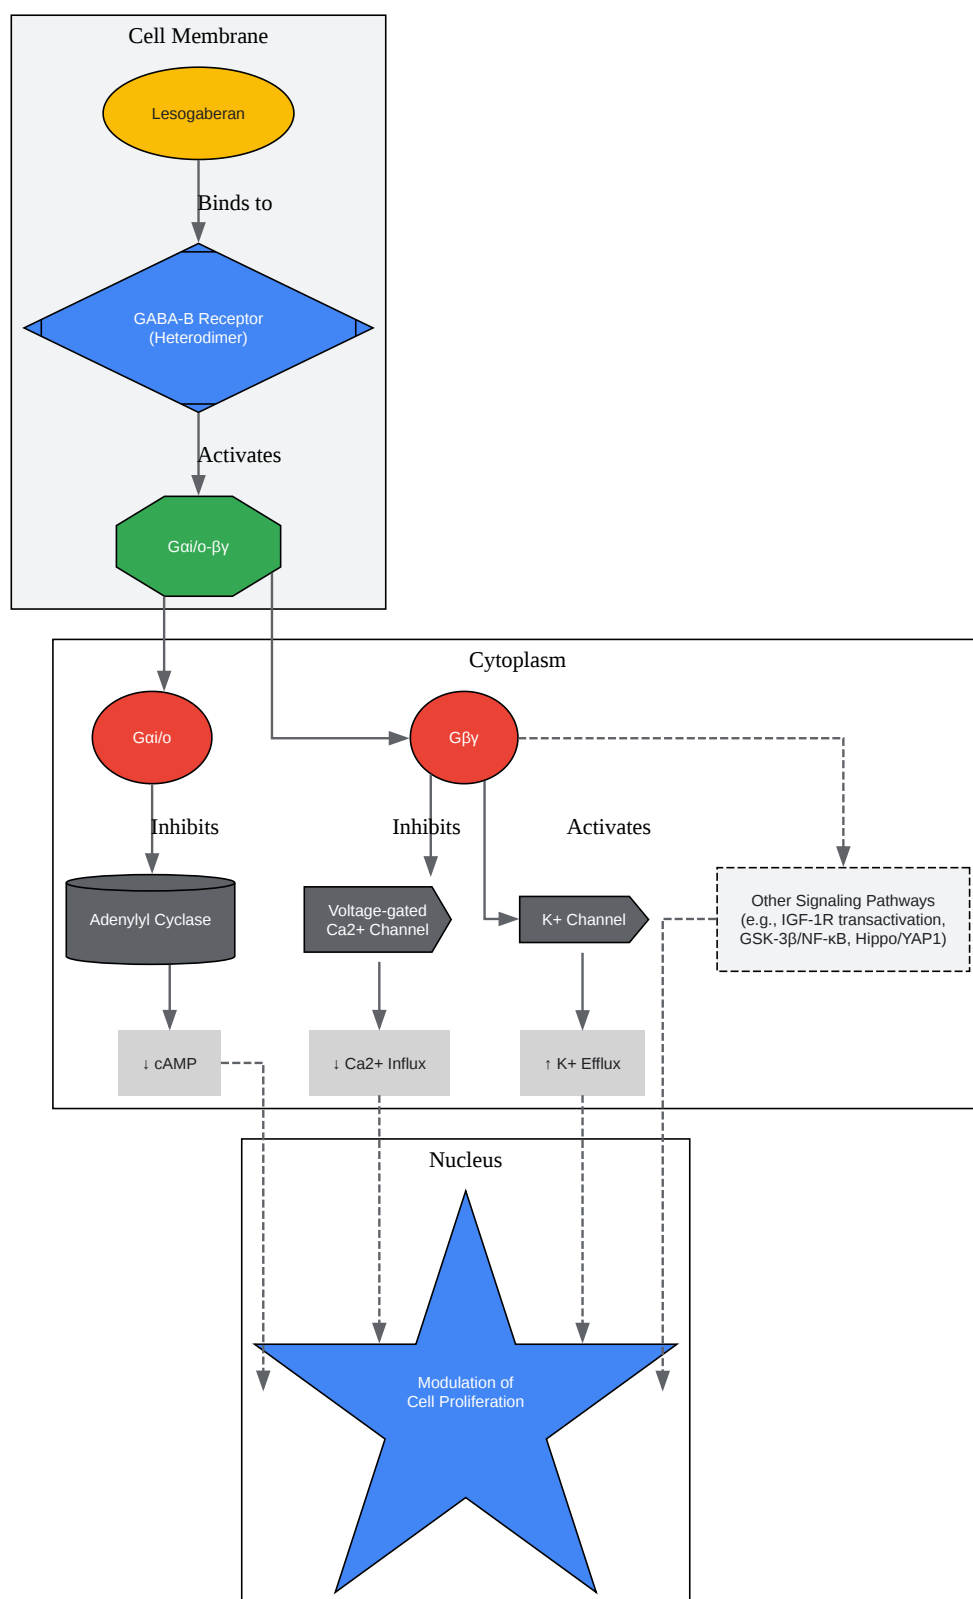 Cell Membrane
Lesogaberan
Binds to
GABA-B Receptor
(Heterodimer)
Activates
Gαi/o-βγ
Cytoplasm
Gαi/o
Gβγ
Inhibits
Inhibits
Activates
Adenylyl Cyclase
Voltage-gated
Ca2+ Channel
K+ Channel
Other Signaling Pathways
(e.g., IGF-1R transactivation,
GSK-3β/NF-κB, Hippo/YAP1)
↓ cAMP
↓ Ca2+ Influx
↑ K+ Efflux
Nucleus
Modulation of
Cell Proliferation